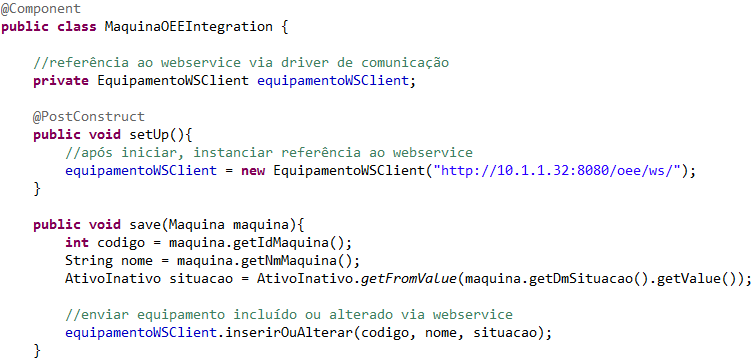 @Component
public class MaquinaOEEIntegration {
//referência ao webservice via driver de comunicação
private EquipamentoWSClient equipamentoWSClient;
@PostConstruct
public void setUp(){
//após iniciar, instanciar referência ao webservice
equipamentoWSClient = new EquipamentoWSClient("http://10.1.1.32:8080/oee/ws/");
}
public void save(Maquina maquina){
int codigo = maquina.getIdMaquina();
String nome = maquina.getNmMaquina();
AtivoInativo situacao = AtivoInativo.getFromValue(maquina.getDmSituacao().getValue());
//enviar equipamento incluído ou alterado via webservice
equipamentoWSClient.inserirOuAlterar(codigo, nome, situacao);
}